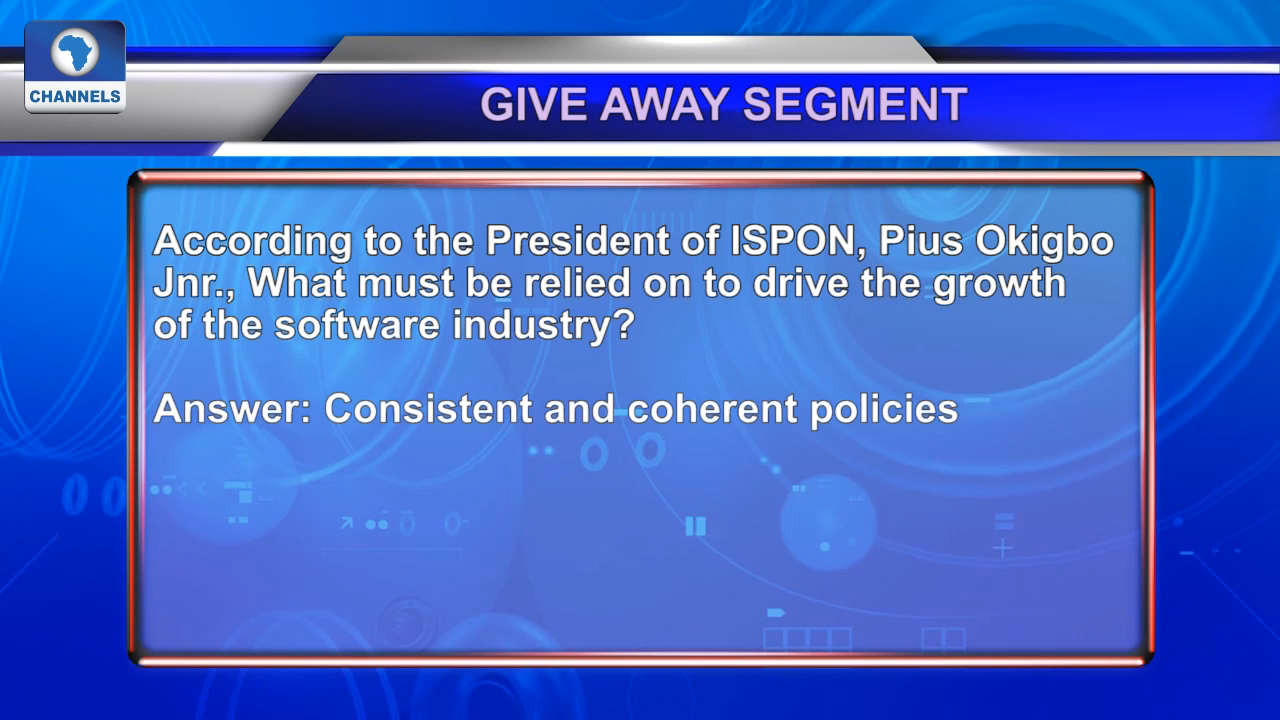 CHANNELS
GIVE AWAY SEGMENT
According to the President of ISPON, Pius Okigbo
Jnr., What must be relied on to drive the growth
of the software industry?
Answer: Consistent and coherent policies